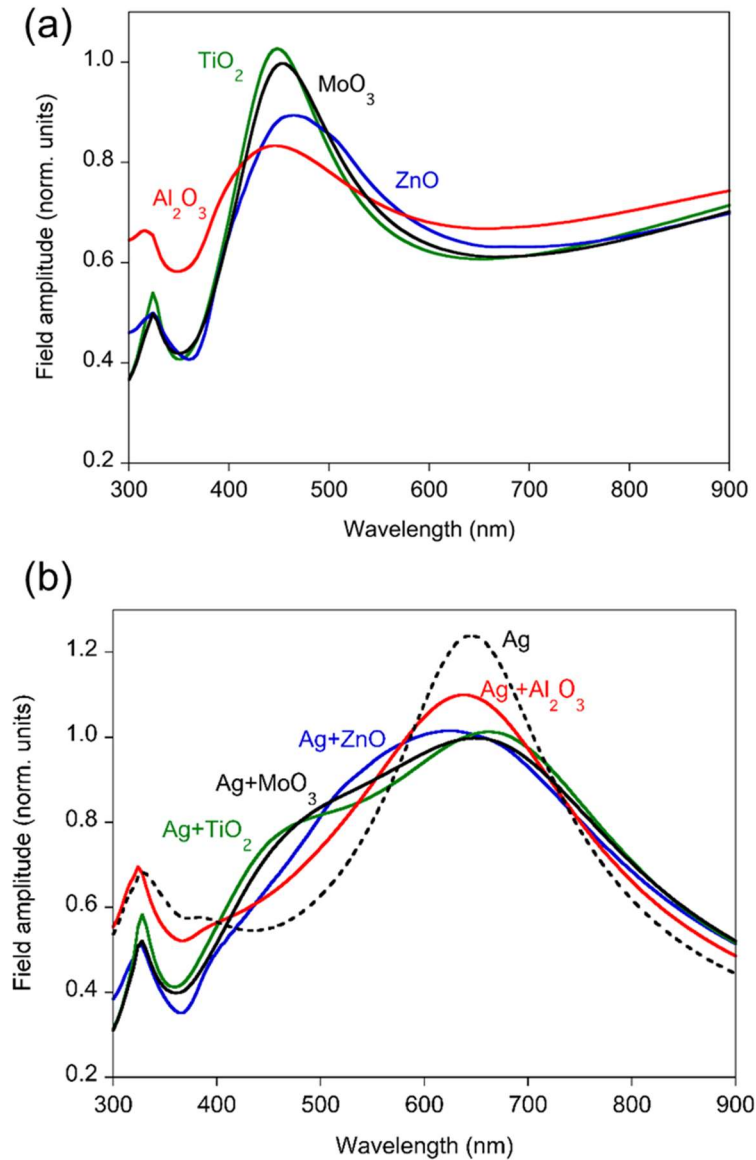 (a)
TiO₂
MoO₃
ZnO
Al₂O₃
Field amplitude (norm. units)
1.0
0.8
0.6
0.4
0.2
300 400 500 600 700 800 900
Wavelength (nm)
(b)
Ag
Ag +Al₂O₃
Ag+ZnO
Ag+MoO₃
Ag+TiO₂
Field amplitude (norm. units)
1.2
1.0
0.8
0.6
0.4
0.2
300 400 500 600 700 800 900
Wavelength (nm)